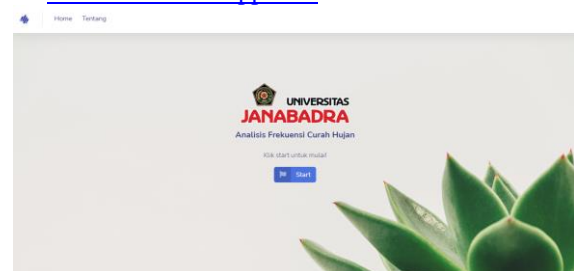 Home Tentang
UNIVERSITAS
JANABADRA
Analisis Frekuensi Curah Hujan
Klik start untuk mulai!
Start